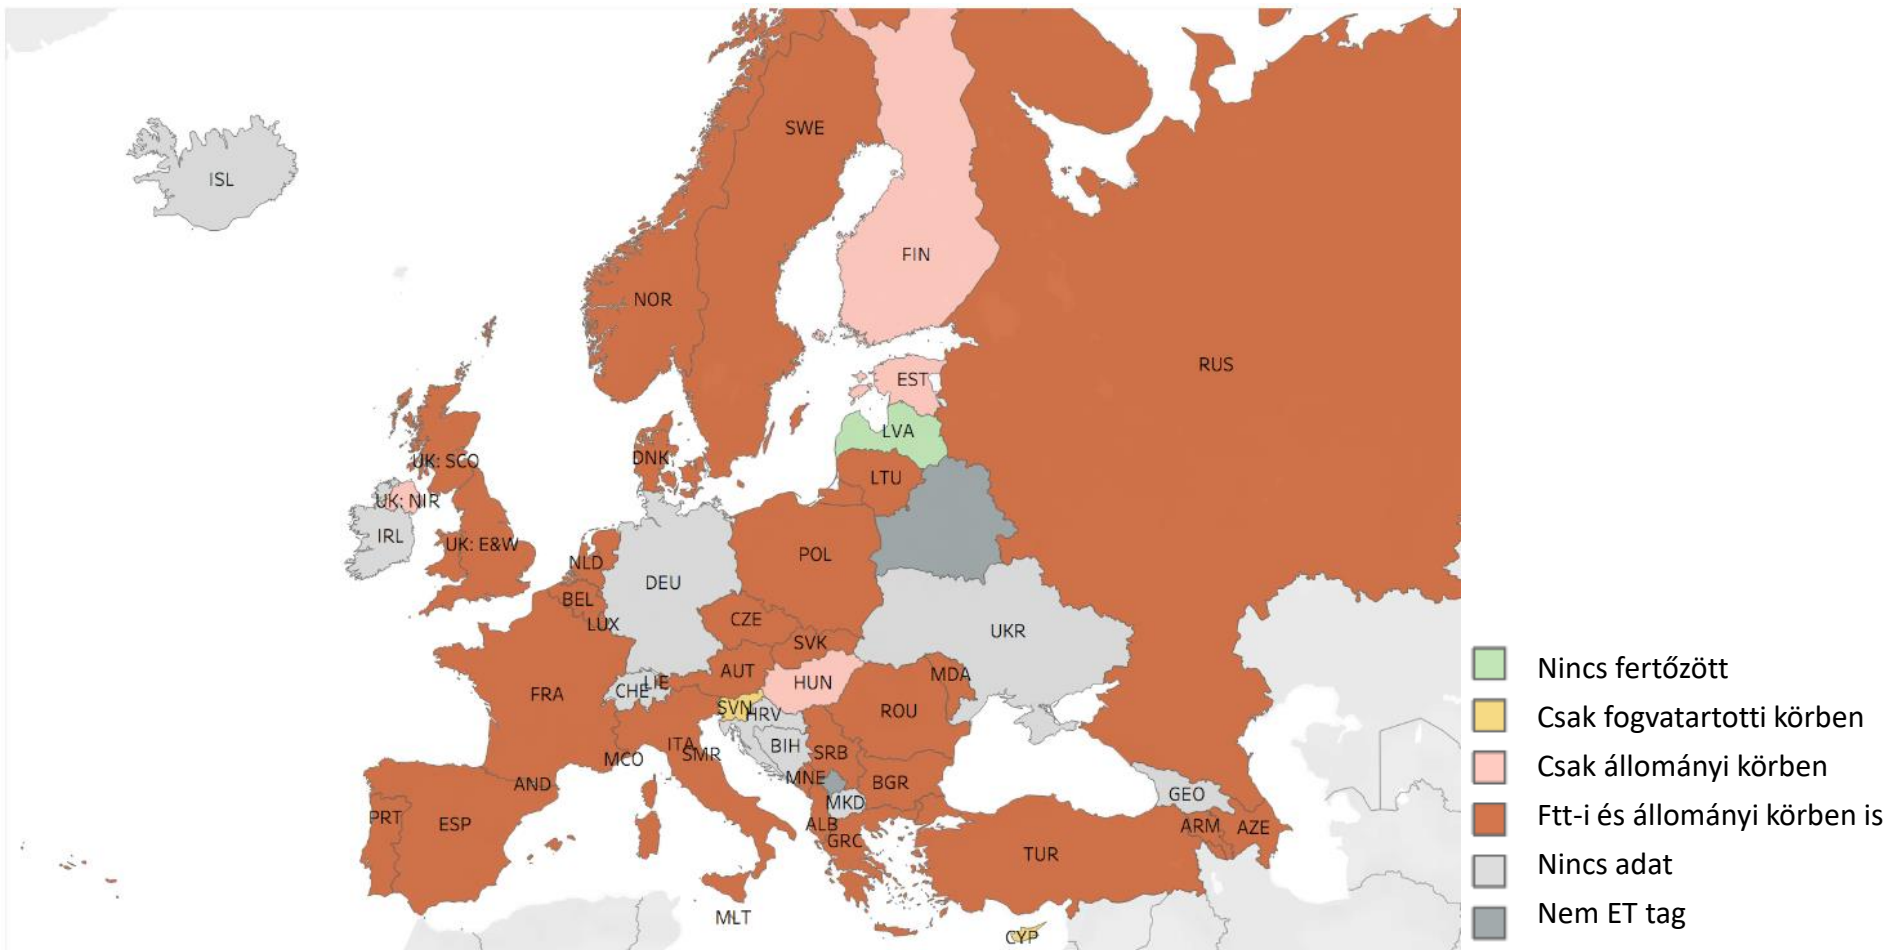 SWE
ISL
FIN
NOR
RUS
EST
LVA
UK: SCO
DNK
LTU
UK: NIR
IRL
UK: E&W
POL
NLD
DEU
BEL
CZE
LUX
UKR
SVK
AUT
MDA
HUN
LIE
CHE
FRA
SVN
ROU
HRV
ITA
BIH
SMR
SRB
MCO
MNE
AND
BGR
GEO
MKD
PRT
ESP
ALB
ARM
AZE
GRC
TUR
MLT
CYP
Nincs fertőzött
Csak fogvatartotti körben
Csak állományi körben
Ftt-i és állományi körben is
Nincs adat
Nem ET tag